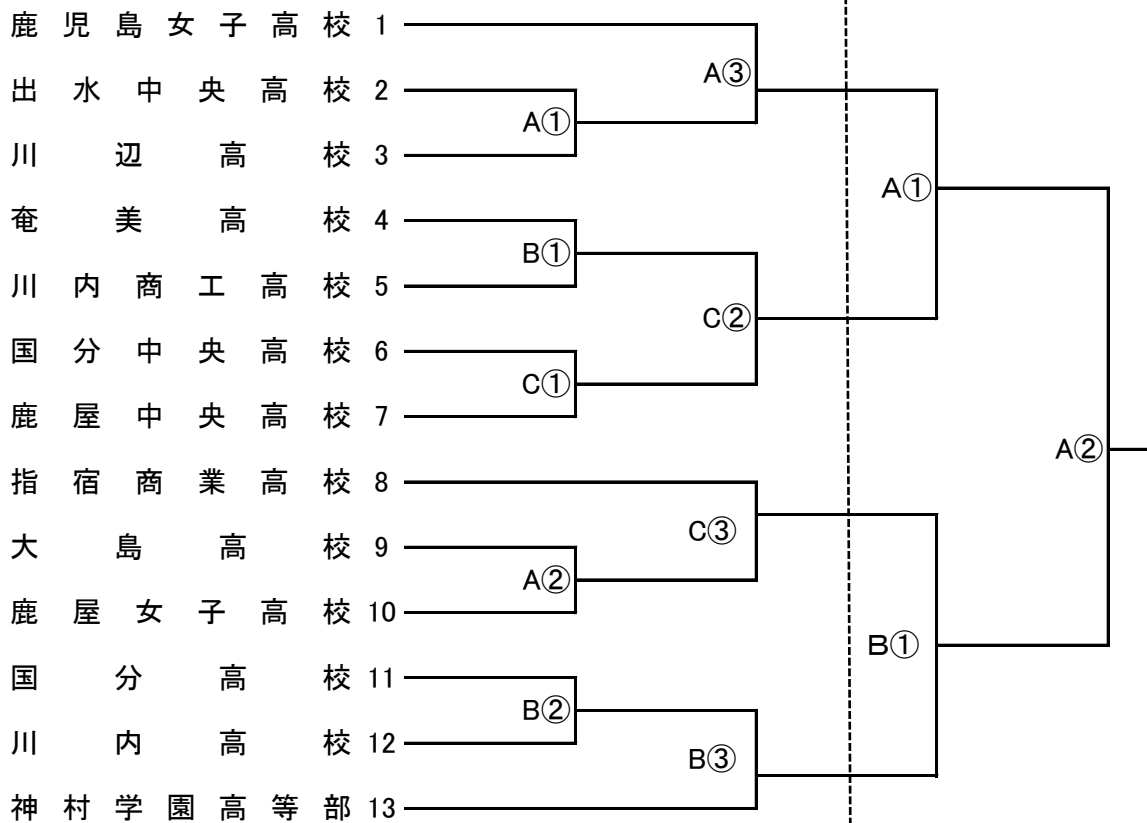 鹿児島女子高校 1
A③
出水中央高校 2
A①
川辺高校 3
A①
奄美高校 4
B①
川内商工高校 5
C②
国分中央高校 6
C①
鹿屋中央高校 7
A②
指宿商業高校 8
C③
大島高校 9
A②
鹿屋女子高校 10
B①
国分高校 11
B②
川内高校 12
B③
神村学園高等部 13